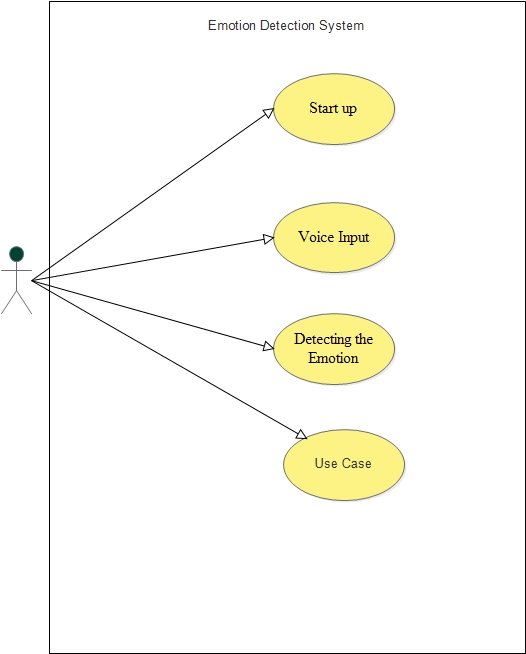 Emotion Detection System
Start up
Voice Input
Detecting the
Emotion
Use Case